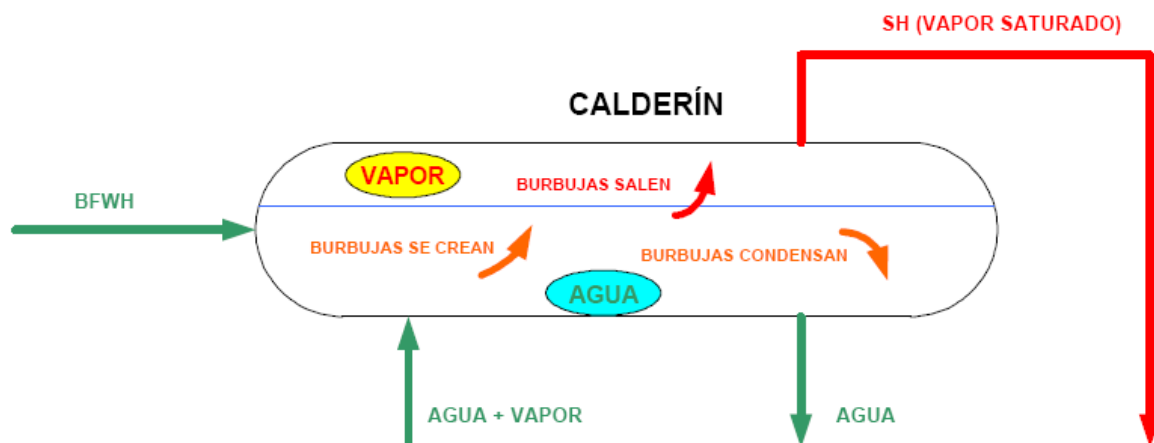 SH (VAPOR SATURADO)
CALDERÍN
VAPOR
BURBUJAS SALEN
BFWH
BURBUJAS SE CREAN
BURBUJAS CONDENSAN
AGUA
AGUA + VAPOR
AGUA